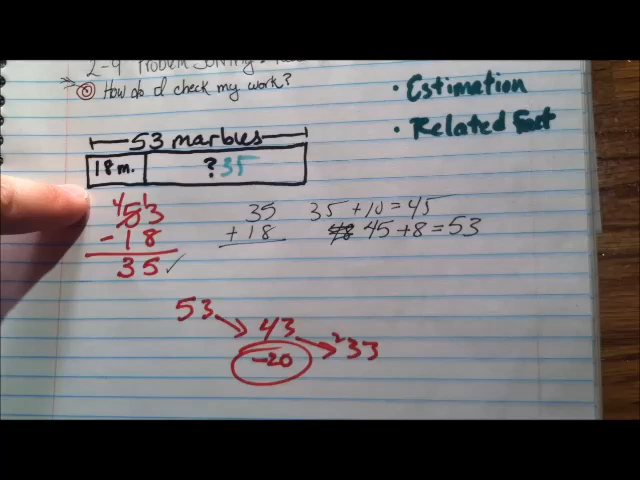 2-4 Problem Solving
How do I check my work?
• Estimation
• Related Fact
53 marbles
18 m. ? 35
4 1
53
- 18
35 ✓
35
+ 18
35 + 10 = 45
45 + 8 = 53
53
43
-20
33